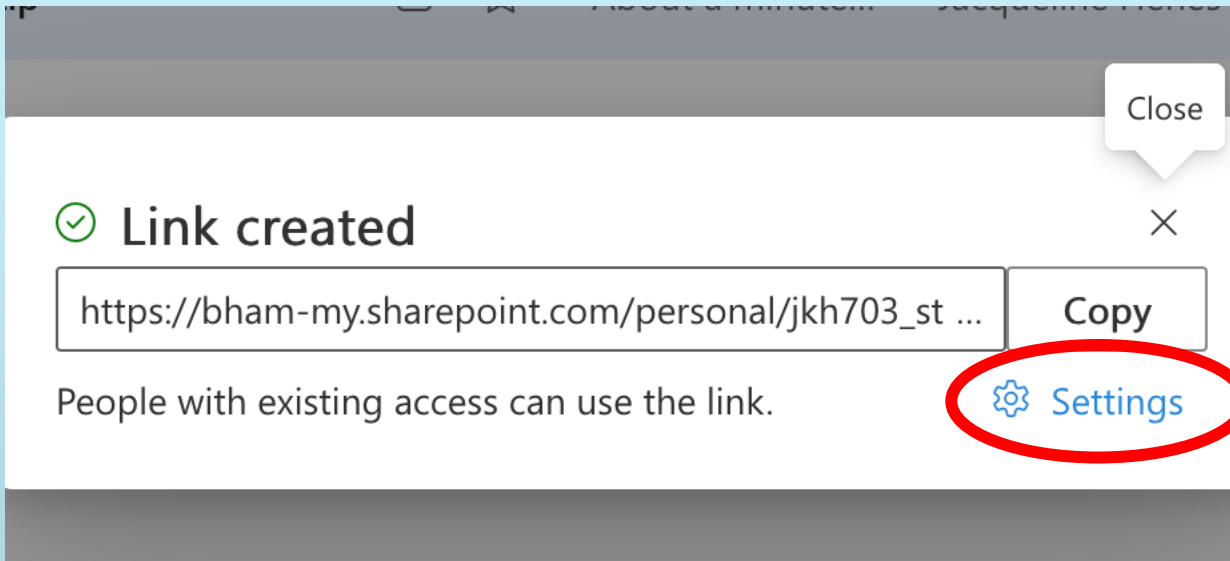 Close
Link created
https://bham-my.sharepoint.com/personal/jkh703_st ...
Copy
People with existing access can use the link.
Settings